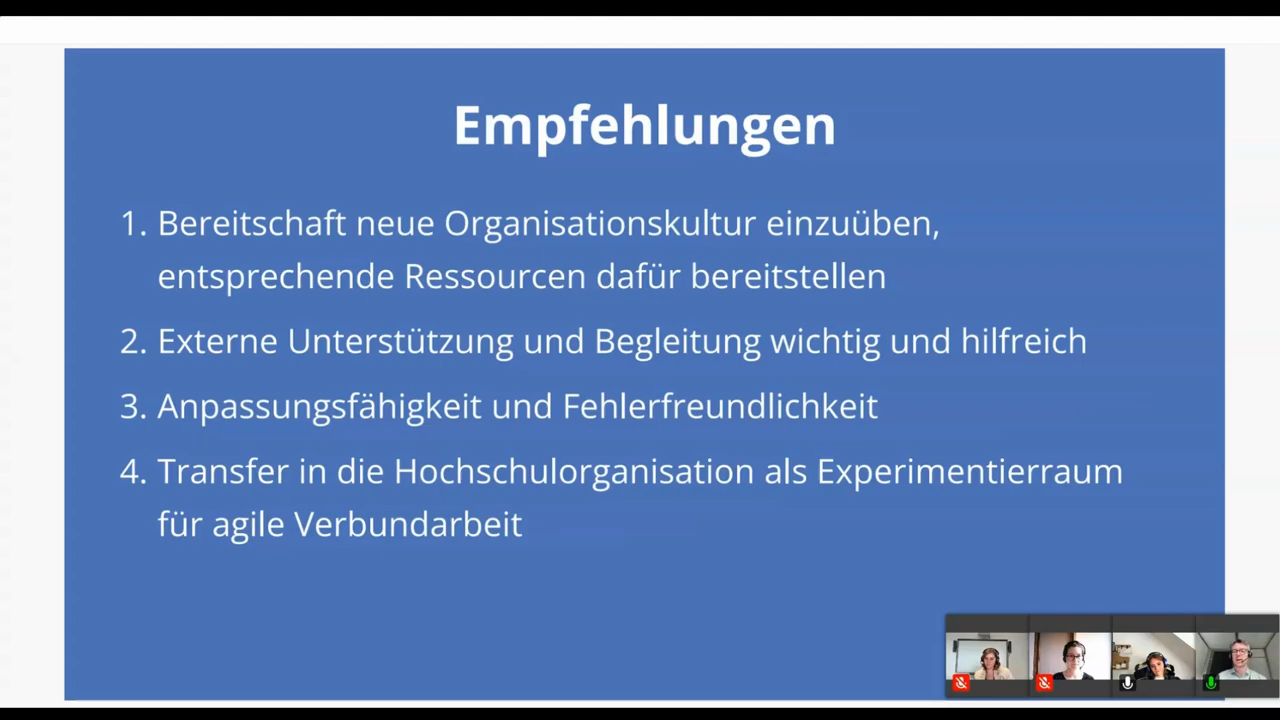 Empfehlungen
1. Bereitschaft neue Organisationskultur einzuüben,
entsprechende Ressourcen dafür bereitstellen
2. Externe Unterstützung und Begleitung wichtig und hilfreich
3. Anpassungsfähigkeit und Fehlerfreundlichkeit
4. Transfer in die Hochschulorganisation als Experimentierraum
für agile Verbundarbeit